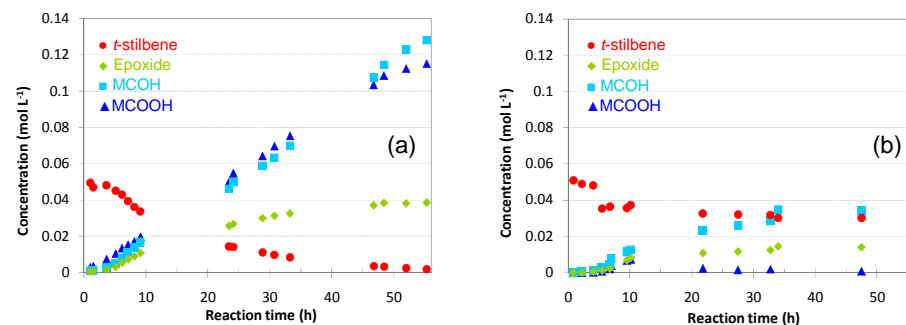 0.14
0.12
0.1
0.08
0.06
0.04
0.02
0
Concentration (mol L-1)
t-stilbene
Epoxide
MCOH
MCOOH
(a)
0 10 20 30 40 50
Reaction time (h)
0.14
0.12
0.1
0.08
0.06
0.04
0.02
0
Concentration (mol L-1)
t-stilbene
Epoxide
MCOH
MCOOH
(b)
0 10 20 30 40 50
Reaction time (h)